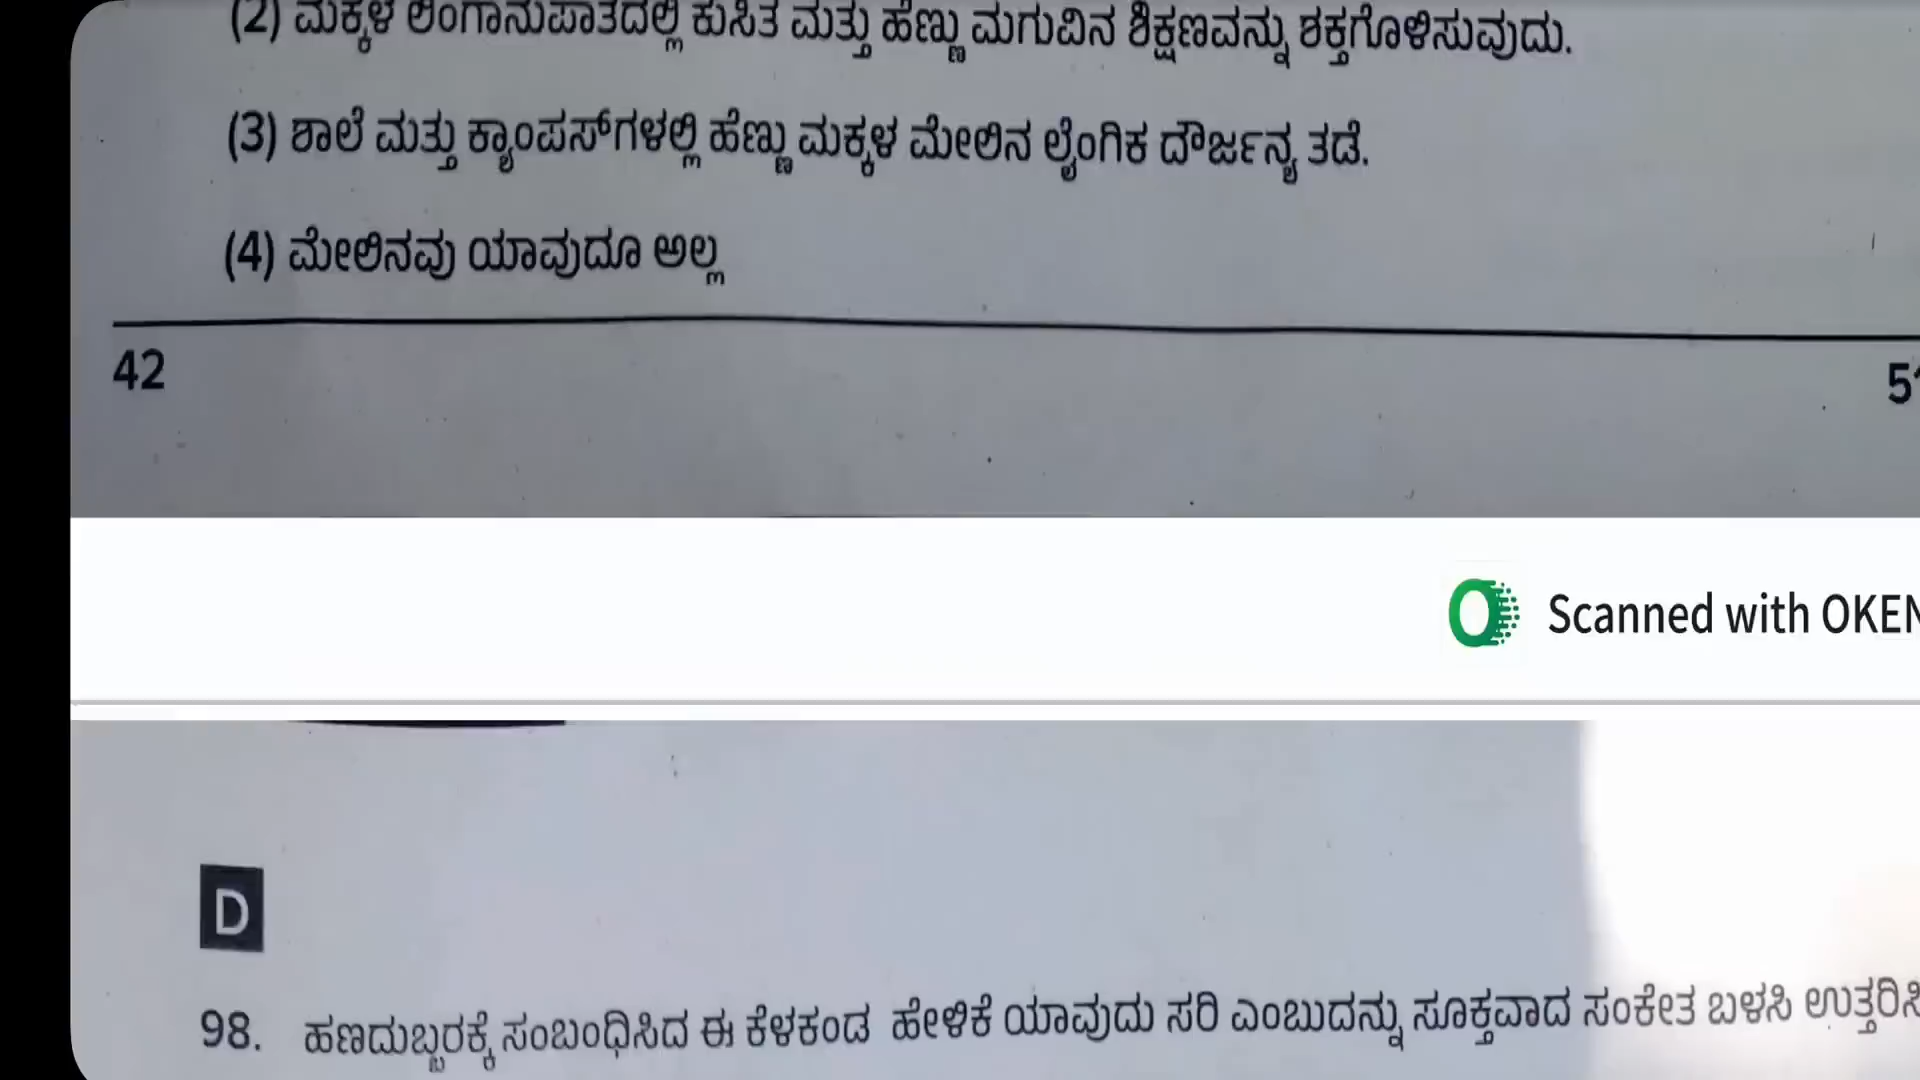 (2) ಮಕ್ಕಳ ಲಿಂಗಾನುಪಾತದಲ್ಲಿ ಕುಸಿತ ಮತ್ತು ಹೆಣ್ಣು ಮಗುವಿನ ಶಿಕ್ಷಣವನ್ನು ಶಕ್ತಗೊಳಿಸುವುದು.
(3) ಶಾಲೆ ಮತ್ತು ಕ್ಯಾಂಪಸ್‌ಗಳಲ್ಲಿ ಹೆಣ್ಣು ಮಕ್ಕಳ ಮೇಲಿನ ಲೈಂಗಿಕ ದೌರ್ಜನ್ಯ ತಡೆ.
(4) ಮೇಲಿನವು ಯಾವುದೂ ಅಲ್ಲ
42
Scanned with
D
98. ಹಣದುಬ್ಬರಕ್ಕೆ ಸಂಬಂಧಿಸಿದ ಈ ಕೆಳಕಂಡ ಹೇಳಿಕೆ ಯಾವುದು ಸರಿ ಎಂಬುದನ್ನು ಸೂಕ್ತವಾದ ಸಂಕೇತ ಬಳಸಿ